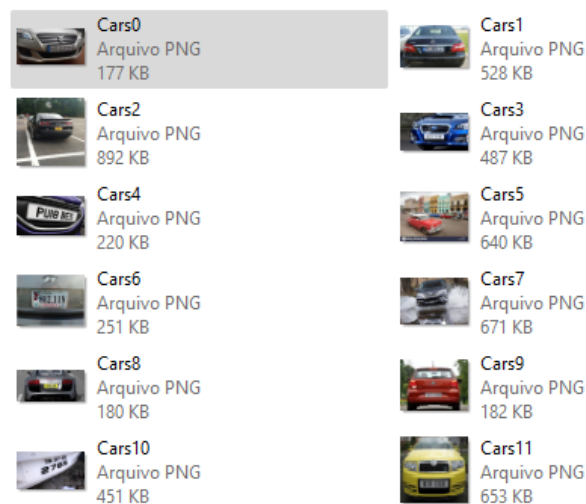 Cars0
Arquivo PNG
177 KB
Cars1
Arquivo PNG
528 KB
Cars2
Arquivo PNG
892 KB
Cars3
Arquivo PNG
487 KB
Cars4
Arquivo PNG
220 KB
Cars5
Arquivo PNG
640 KB
Cars6
Arquivo PNG
251 KB
Cars7
Arquivo PNG
671 KB
Cars8
Arquivo PNG
180 KB
Cars9
Arquivo PNG
182 KB
Cars10
Arquivo PNG
451 KB
Cars11
Arquivo PNG
653 KB